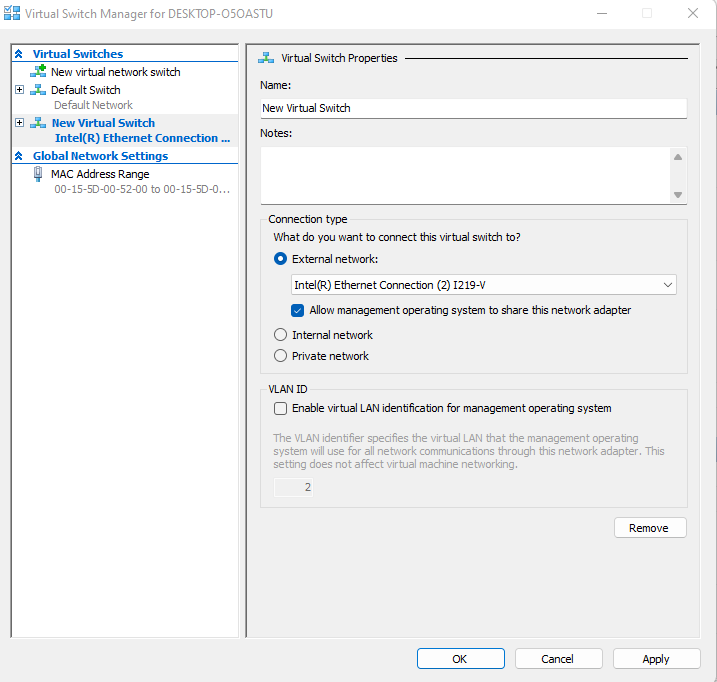 Virtual Switch Manager for DESKTOP-O5OASTU
Virtual Switches
New virtual network switch
Default Switch
Default Network
New Virtual Switch
Intel(R) Ethernet Connection ...
Global Network Settings
MAC Address Range
00-15-5D-00-52-00 to 00-15-5D-0...
Virtual Switch Properties
Name:
New Virtual Switch
Notes:
Connection type
What do you want to connect this virtual switch to?
External network:
Intel(R) Ethernet Connection (2) I219-V
Allow management operating system to share this network adapter
Internal network
Private network
VLAN ID
Enable virtual LAN identification for management operating system
The VLAN identifier specifies the virtual LAN that the management operating
system will use for all network communications through this network adapter. This
setting does not affect virtual machine networking.
2
Remove
OK
Cancel
Apply